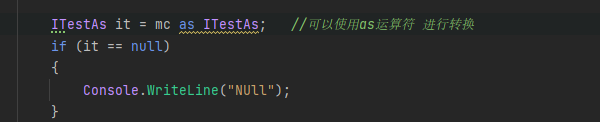 ITestAs it = mc as ITestAs;   //可以使用as运算符 进行转换
if (it == null)
{
    Console.WriteLine("NUll");
}